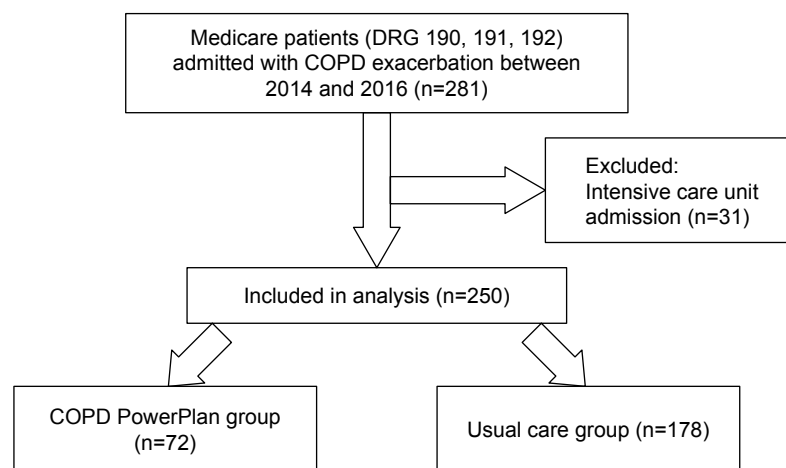 Medicare patients (DRG 190, 191, 192)
admitted with COPD exacerbation between
2014 and 2016 (n=281)
Excluded:
Intensive care unit
admission (n=31)
Included in analysis (n=250)
COPD PowerPlan group
(n=72)
Usual care group (n=178)